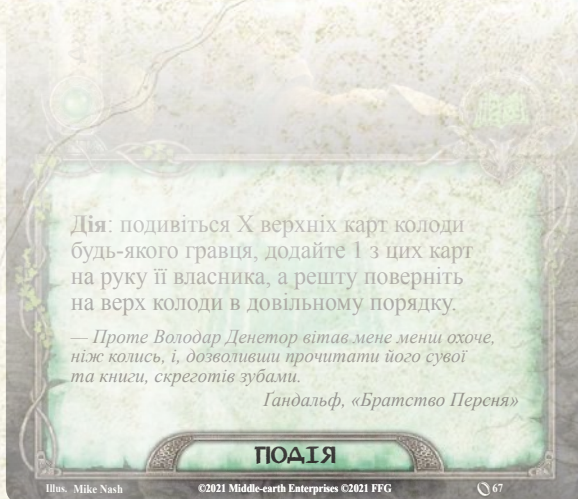 Дія: подивіться X верхніх карт колоди
будь-якого гравця, додайте 1 з цих карт
на руку її власника, а решту поверніть
на верх колоди в довільному порядку.
— Проте Володар Денетор вітав мене менш охоче,
ніж колись, і, дозволивши прочитати його сувої
та книги, скреготів зубами.
Ґандальф, «Братство Персня»
ПОДІЯ
Illus. Mike Nash ©2021 Middle-earth Enterprises ©2021 FFG 67